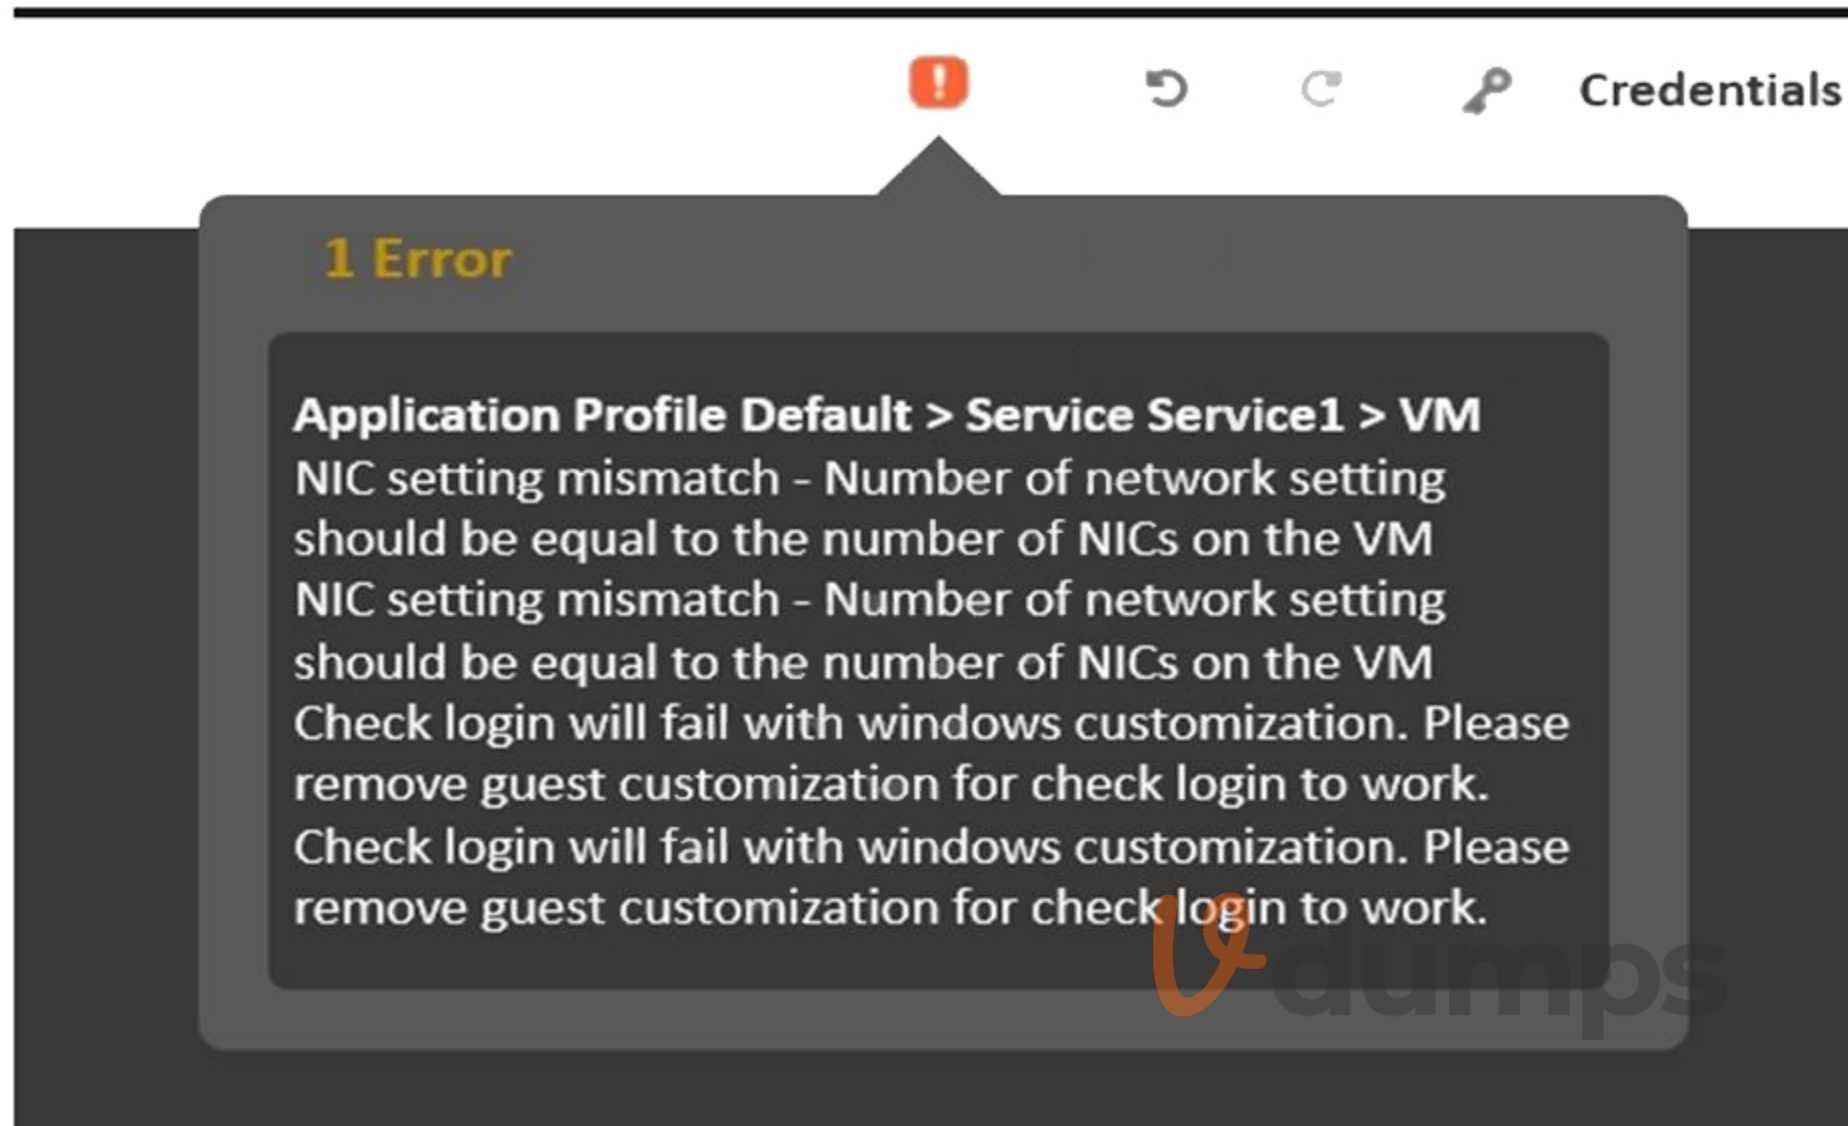 !
Credentials
1 Error
Application Profile Default > Service Service1 > VM
NIC setting mismatch - Number of network setting
should be equal to the number of NICs on the VM
NIC setting mismatch - Number of network setting
should be equal to the number of NICs on the VM
Check login will fail with windows customization. Please
remove guest customization for check login to work.
Check login will fail with windows customization. Please
remove guest customization for check login to work.
dumps